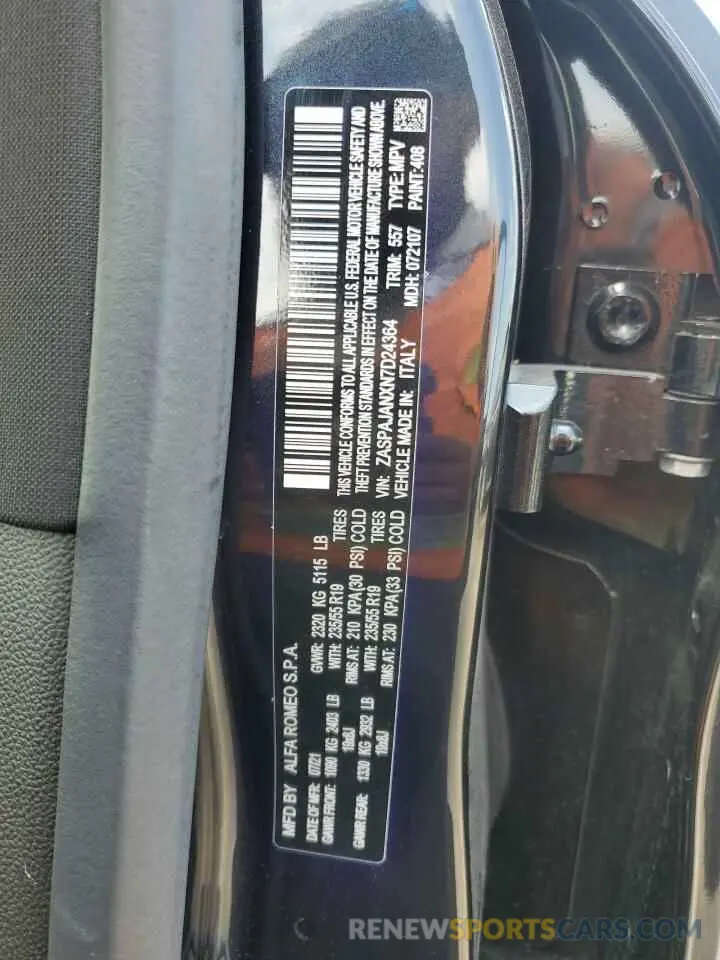 MFD BY ALFA ROMEO S.P.A.
DATE OF MFR: 07/21 GVWR: 2320 KG 5115 LB
GAWR FRONT: 1090 KG 2403 LB WITH: 235/55 R19 TIRES
19x8J RIMS AT: 210 KPA(30 PSI) COLD
GAWR REAR: 1330 KG 2932 LB WITH: 235/55 R19 TIRES
19x8J RIMS AT: 230 KPA(33 PSI) COLD
THIS VEHICLE CONFORMS TO ALL APPLICABLE U.S. FEDERAL MOTOR VEHICLE SAFETY AND
THEFT PREVENTION STANDARDS IN EFFECT ON THE DATE OF MANUFACTURE SHOWN ABOVE.
VIN: ZASPAJANXN7D24364 TRIM: 557 TYPE:MPV
VEHICLE MADE IN: ITALY MDH: 072107 PAINT:408
RENEWSPORTSCARS.COM